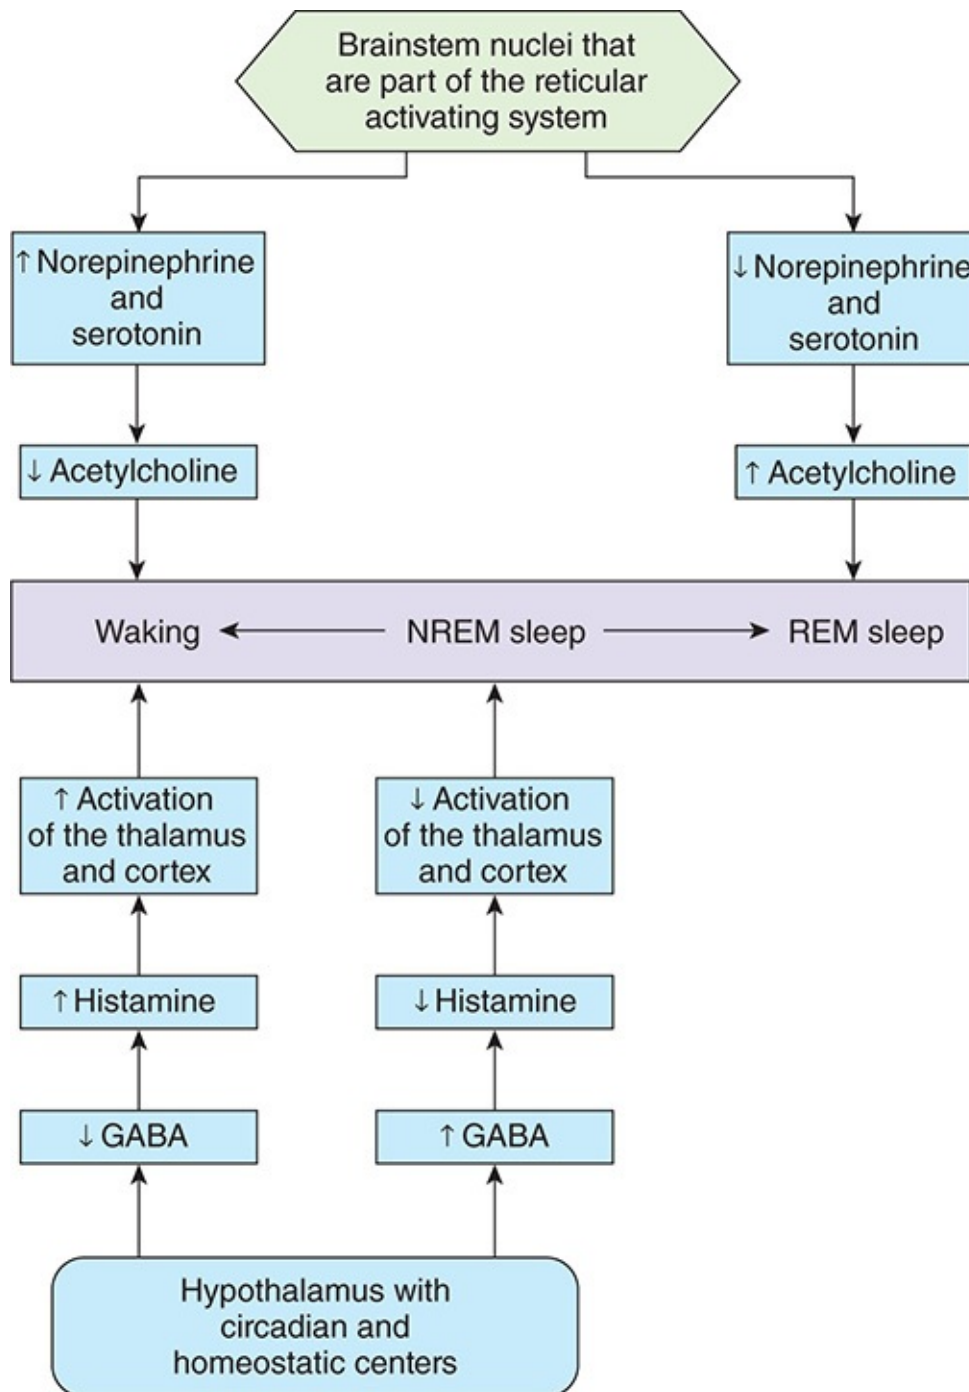 Brainstem nuclei that
are part of the reticular
activating system
↑ Norepinephrine
and
serotonin
↓ Norepinephrine
and
serotonin
↓ Acetylcholine
↑ Acetylcholine
Waking
NREM sleep
REM sleep
↑ Activation
of the thalamus
and cortex
↓ Activation
of the thalamus
and cortex
↑ Histamine
↓ Histamine
↓ GABA
↑ GABA
Hypothalamus with
circadian and
homeostatic centers